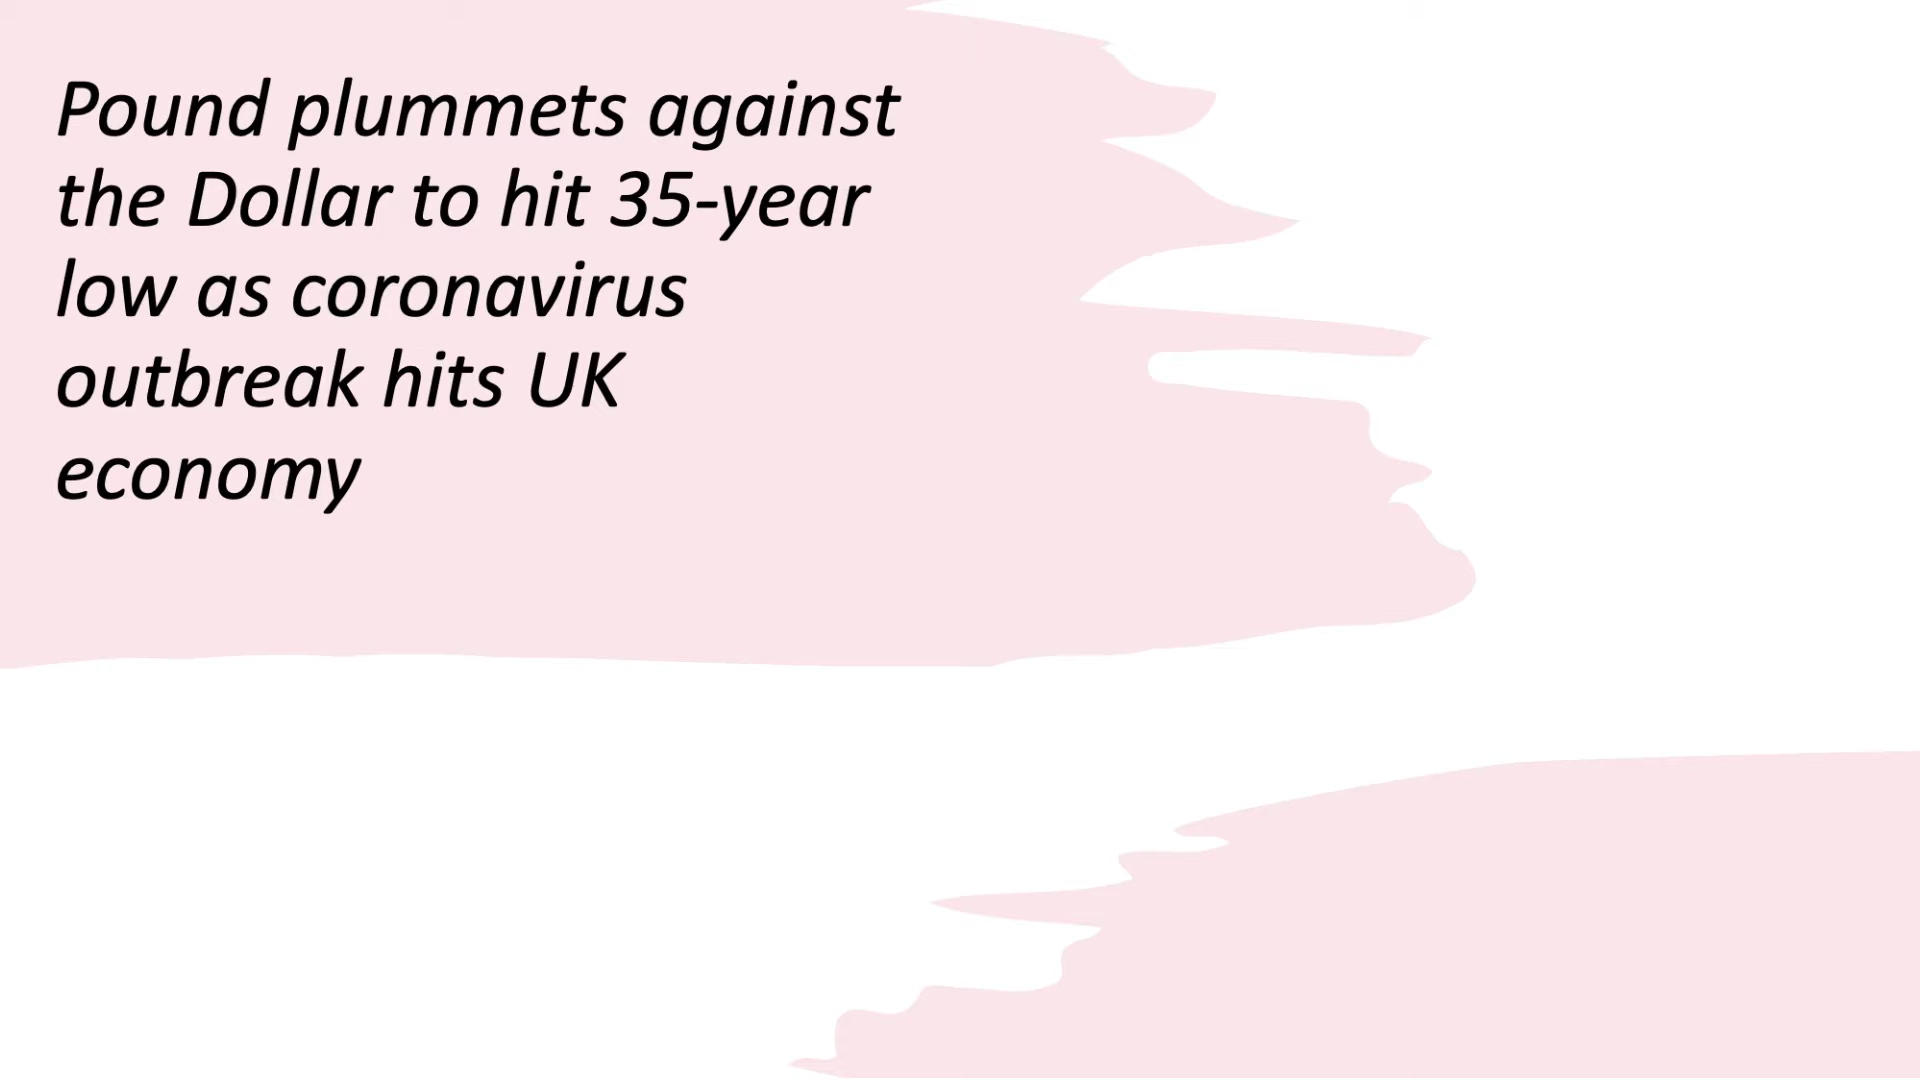 Pound plummets against
the Dollar to hit 35-year
low as coronavirus
outbreak hits UK
economy